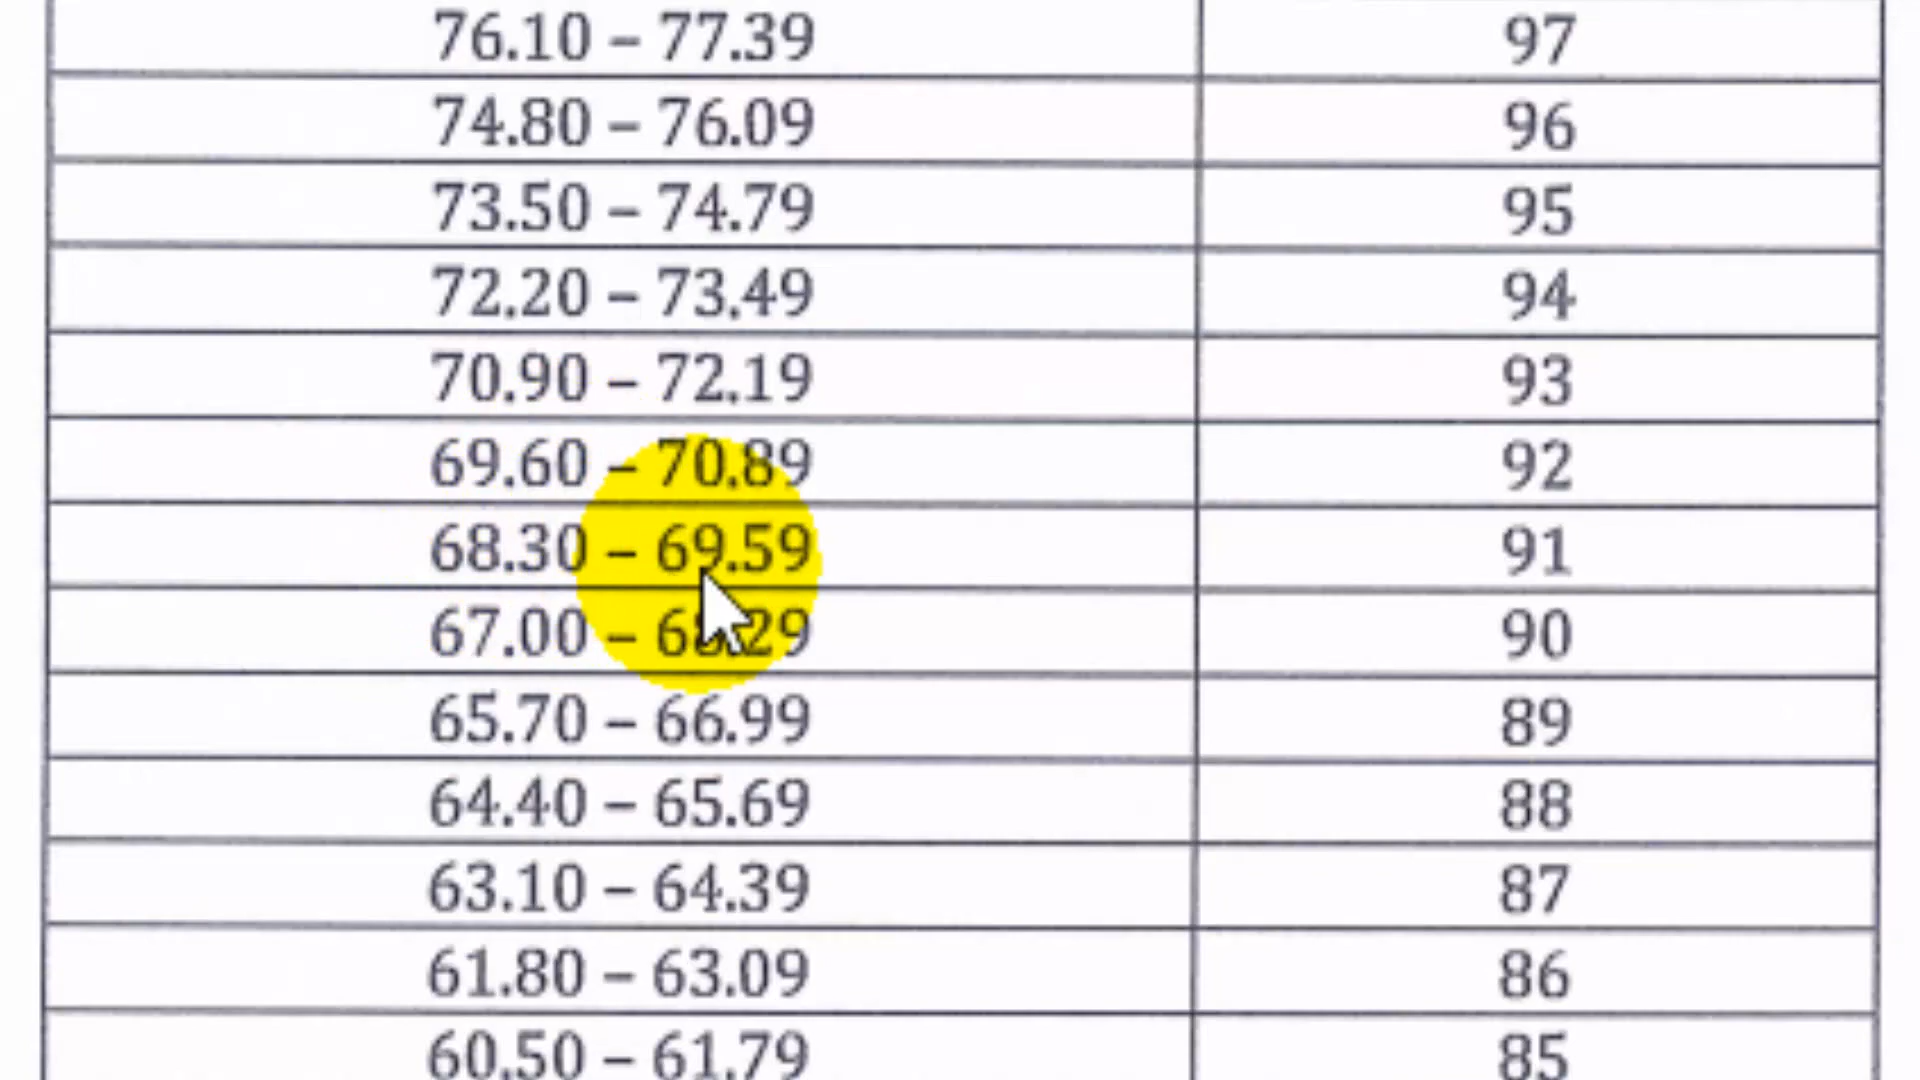 76.10 – 77.39 97
74.80 – 76.09 96
73.50 – 74.79 95
72.20 – 73.49 94
70.90 – 72.19 93
69.60 – 70.89 92
68.30 – 69.59 91
67.00 – 68.29 90
65.70 – 66.99 89
64.40 – 65.69 88
63.10 – 64.39 87
61.80 – 63.09 86
60.50 – 61.79 85